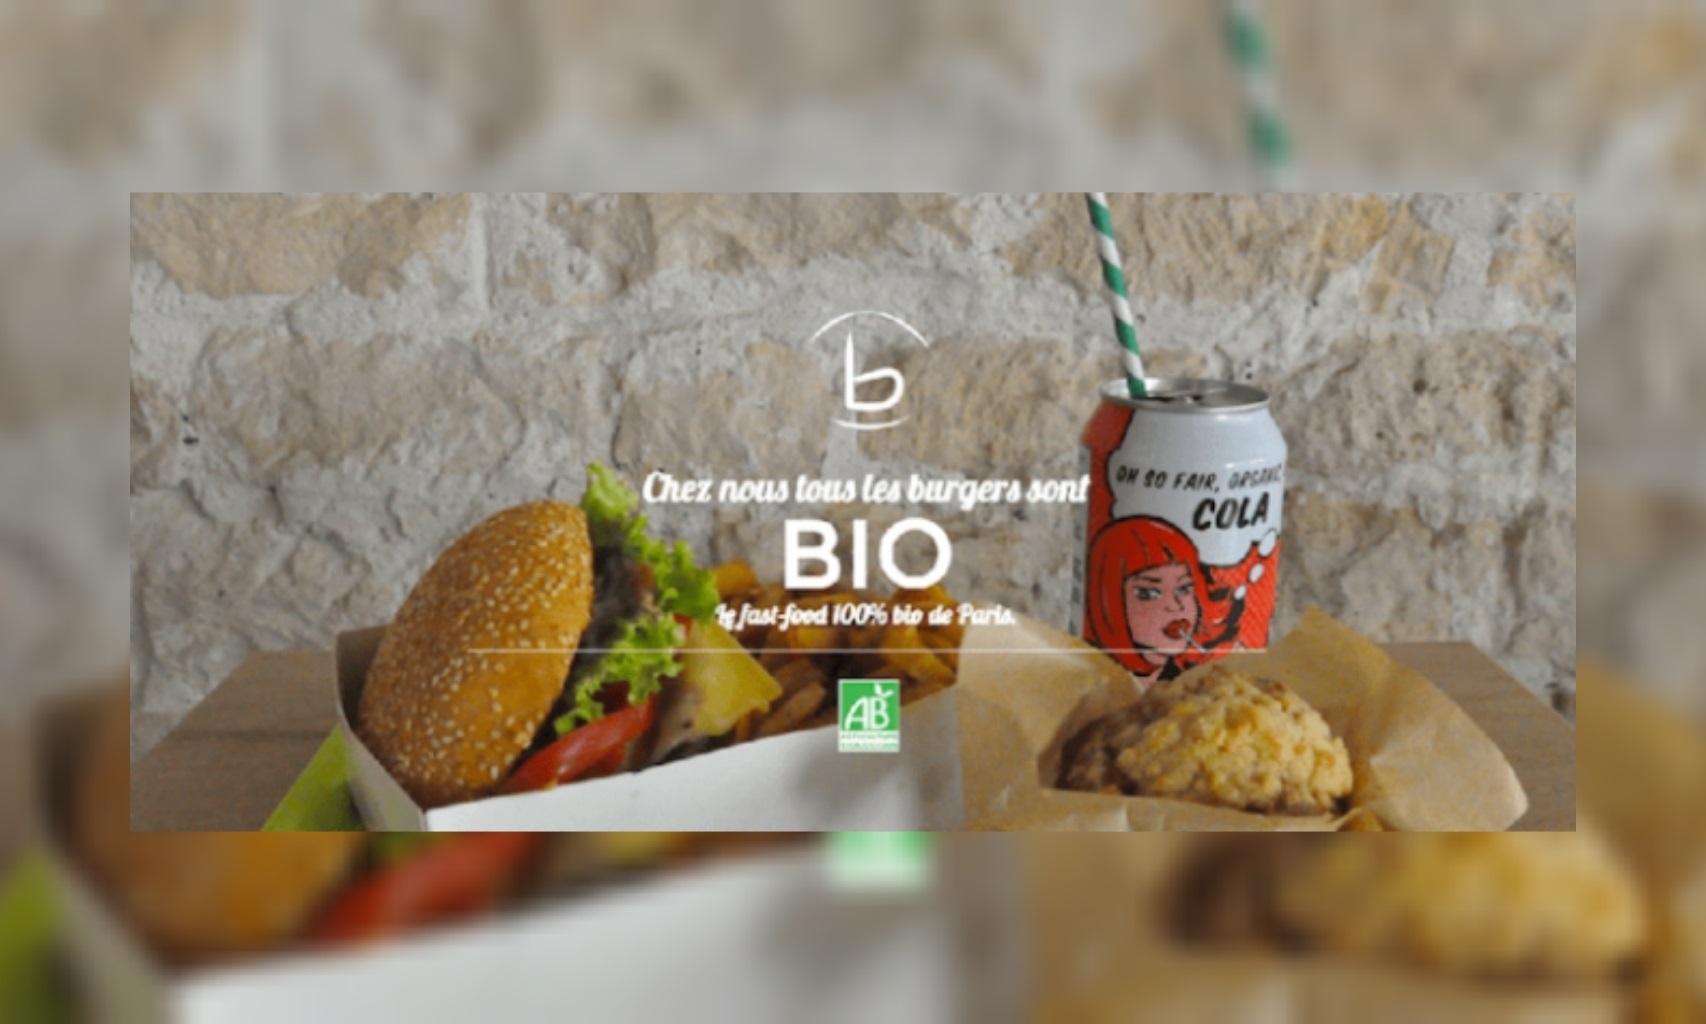 b
Chez nous tous les burgers sont
BIO
Le fast-food 100% bio de Paris.
OH SO FAIR, ORGANIC
COLA
AB